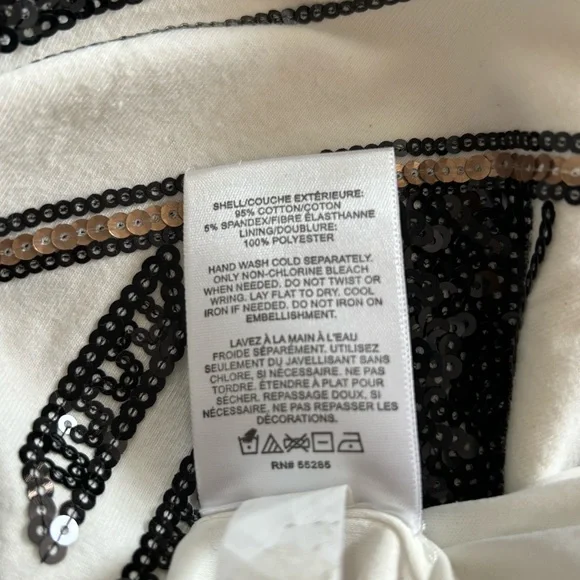 SHELL/COUCHE EXTÉRIEURE:
95% COTTON/COTON
5% SPANDEX/FIBRE ÉLASTHANNE
LINING/DOUBLURE:
100% POLYESTER
HAND WASH COLD SEPARATELY.
ONLY NON-CHLORINE BLEACH
WHEN NEEDED. DO NOT TWIST OR
WRING. LAY FLAT TO DRY. COOL
IRON IF NEEDED. DO NOT IRON ON
EMBELLISHMENT.
LAVEZ À LA MAIN À L'EAU
FROIDE SÉPARÉMENT. UTILISEZ
SEULEMENT DU JAVELLISANT SANS
CHLORE, SI NÉCESSAIRE. NE PAS
TORDRE. ÉTENDRE À PLAT POUR
SÉCHER. REPASSAGE DOUX, SI
NÉCESSAIRE. NE PAS REPASSER LES
DÉCORATIONS.
RN# 55285